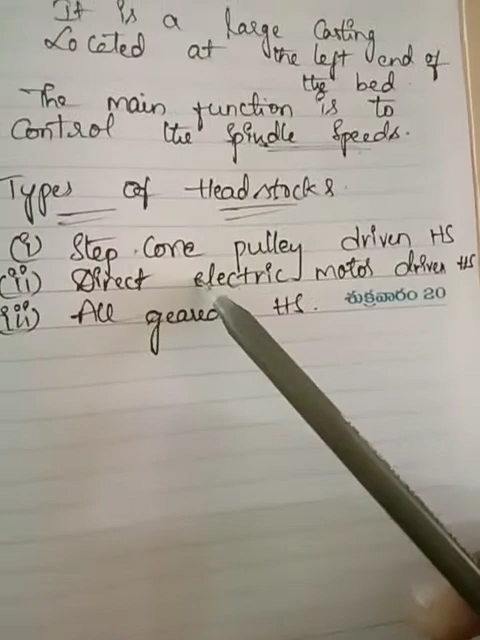 It is a large casting
Located at the left end of
the bed.
The main function is to
control the spindle speeds.
Types of Headstocks.
(i) Step cone pulley driven HS
(ii) Direct electric motor driven HS
(iii) All geared HS.
శుక్రవారం 20